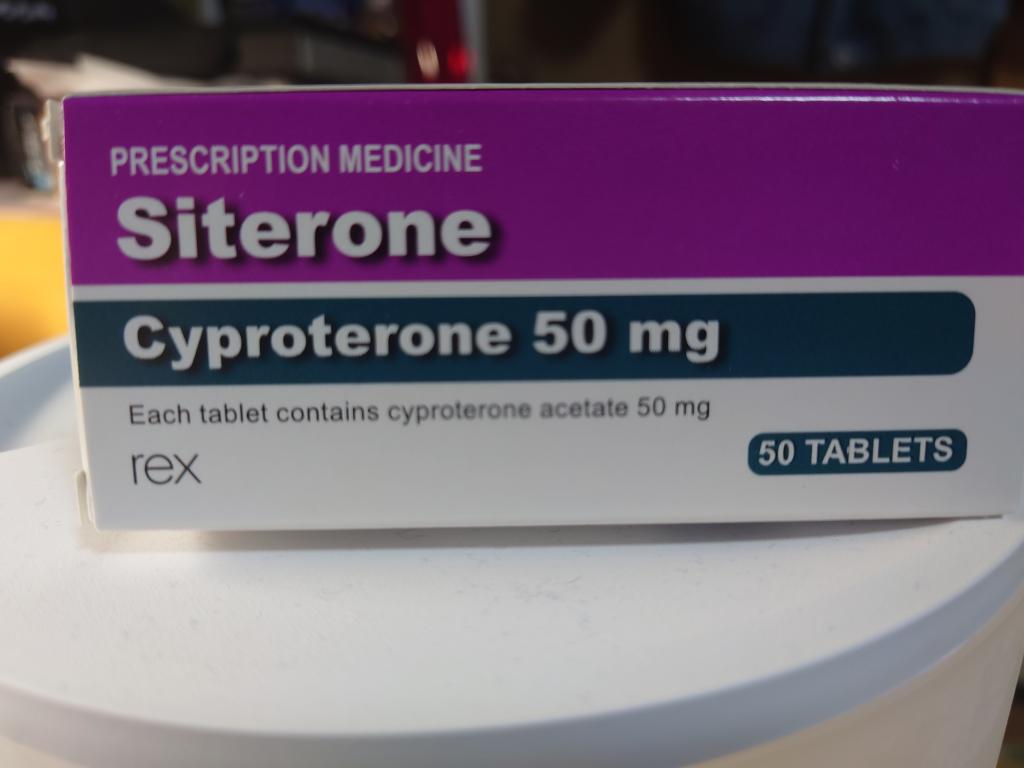 PRESCRIPTION MEDICINE
Siterone
Cyproterone 50 mg
Each tablet contains cyproterone acetate 50 mg
rex
50 TABLETS